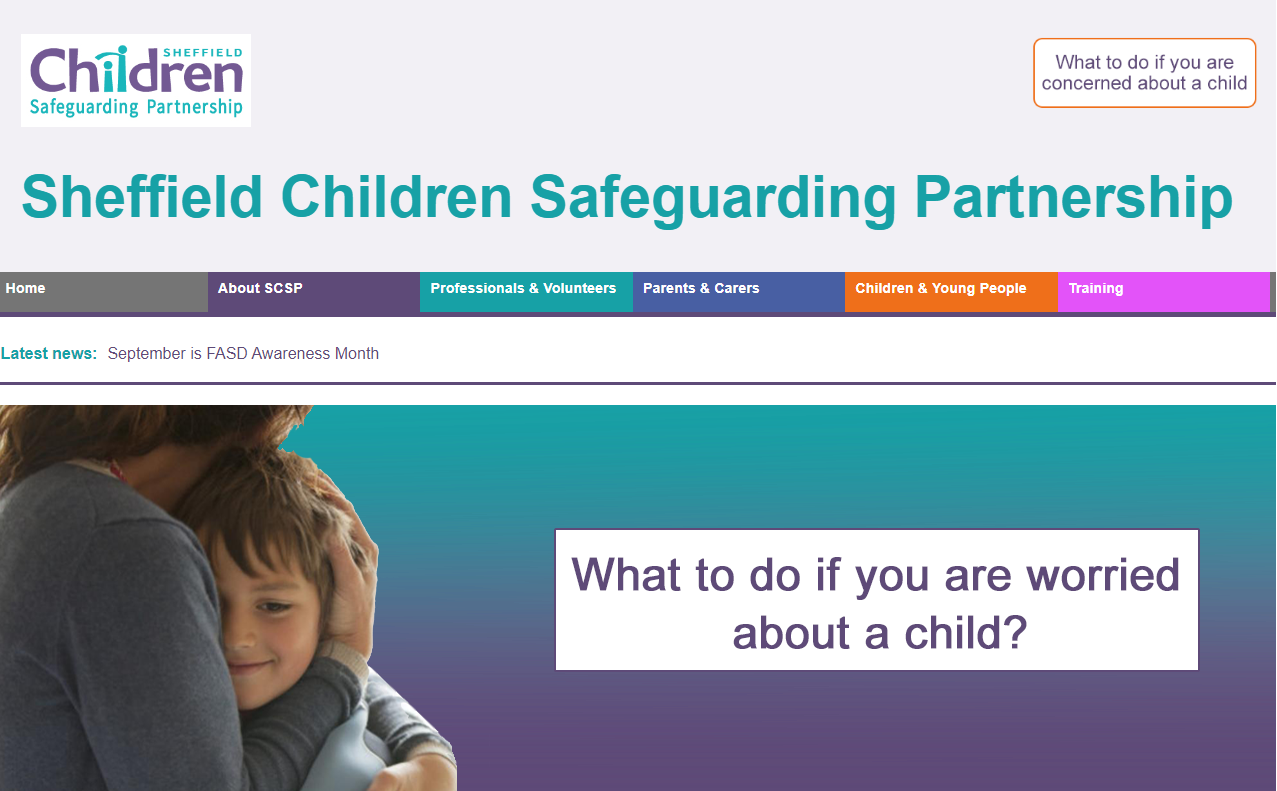 SHEFFIELD
Children
Safeguarding Partnership
What to do if you are
concerned about a child
Sheffield Children Safeguarding Partnership
Home
About SCSP
Professionals & Volunteers
Parents & Carers
Children & Young People
Training
Latest news: September is FASD Awareness Month
What to do if you are worried
about a child?